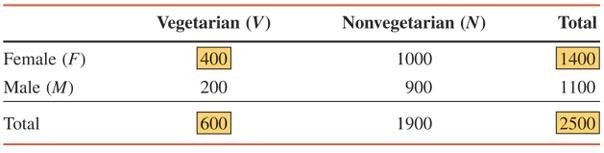 Vegetarian (V) Nonvegetarian (N) Total
Female (F) 400 1000 1400
Male (M) 200 900 1100
Total 600 1900 2500